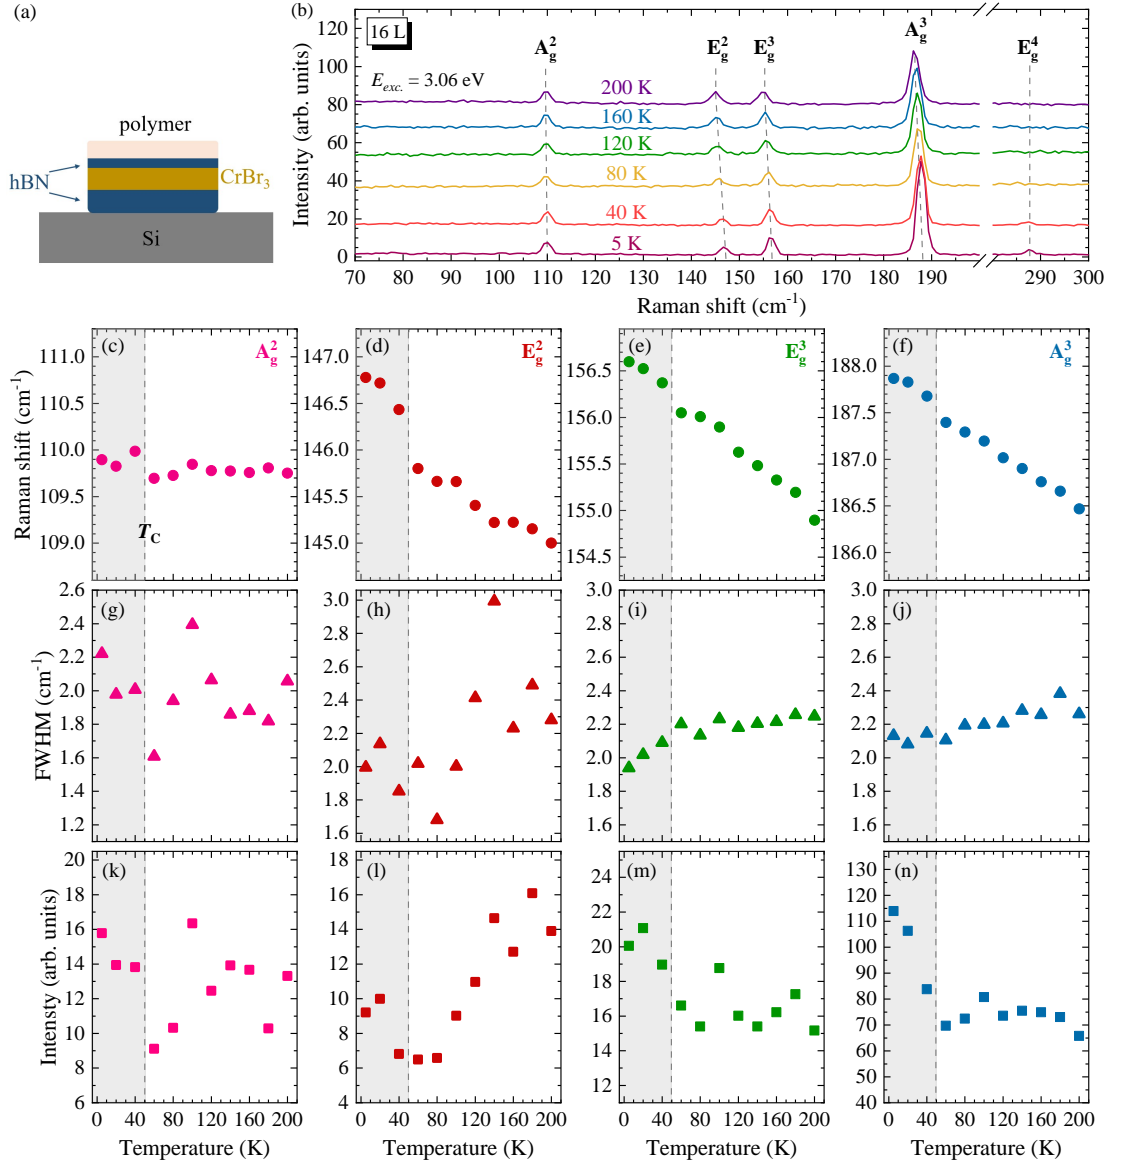 (a)
polymer
hBN
CrBr3
Si
(b)
16 L
Eexc. = 3.06 eV
A²g
E²g
E³g
A³g
E⁴g
200 K
160 K
120 K
80 K
40 K
5 K
Intensity (arb. units)
0 20 40 60 80 100 120
70 80 90 100 110 120 130 140 150 160 170 180 190 290 300
Raman shift (cm⁻¹)
(c) A²g
TC
Raman shift (cm⁻¹)
111.0
110.5
110.0
109.5
109.0
(d) E²g
147.0
146.5
146.0
145.5
145.0
(e) E³g
156.5
156.0
155.5
155.0
154.5
(f) A³g
188.0
187.5
187.0
186.5
186.0
(g)
FWHM (cm⁻¹)
2.6
2.4
2.2
2.0
1.8
1.6
1.4
1.2
(h)
3.0
2.8
2.6
2.4
2.2
2.0
1.8
1.6
(i)
3.0
2.8
2.6
2.4
2.2
2.0
1.8
1.6
(j)
3.0
2.8
2.6
2.4
2.2
2.0
1.8
1.6
(k)
Intensty (arb. units)
20
18
16
14
12
10
8
6
(l)
18
16
14
12
10
8
6
4
(m)
24
22
20
18
16
14
12
(n)
130
120
110
100
90
80
70
60
50
40
0 40 80 120 160 200
0 40 80 120 160 200
0 40 80 120 160 200
0 40 80 120 160 200
Temperature (K)
Temperature (K)
Temperature (K)
Temperature (K)